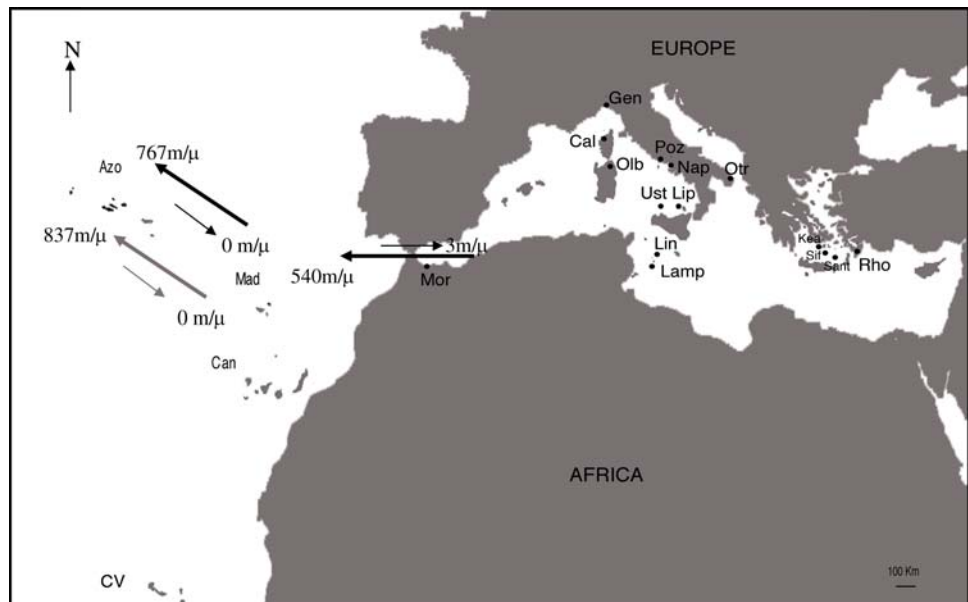 EUROPE
N
Gen
767m/μ
Azo
Cal
Poz
Olb
Nap
Otr
Ust Lip
837m/μ
0 m/μ
3m/μ
Lin
Kea
Sif
Sant
Rho
540m/μ
Mad
Mor
Lamp
0 m/μ
Can
AFRICA
CV
100 Km